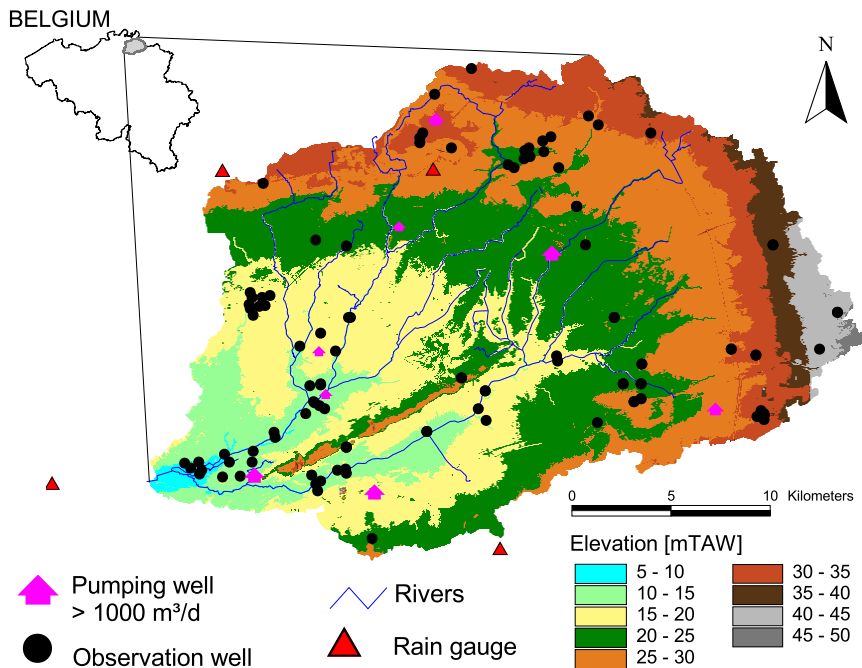 BELGIUM
N
0 5 10 Kilometers
Elevation [mTAW]
5 - 10
10 - 15
15 - 20
20 - 25
25 - 30
30 - 35
35 - 40
40 - 45
45 - 50
Pumping well
> 1000 m³/d
Observation well
Rivers
Rain gauge